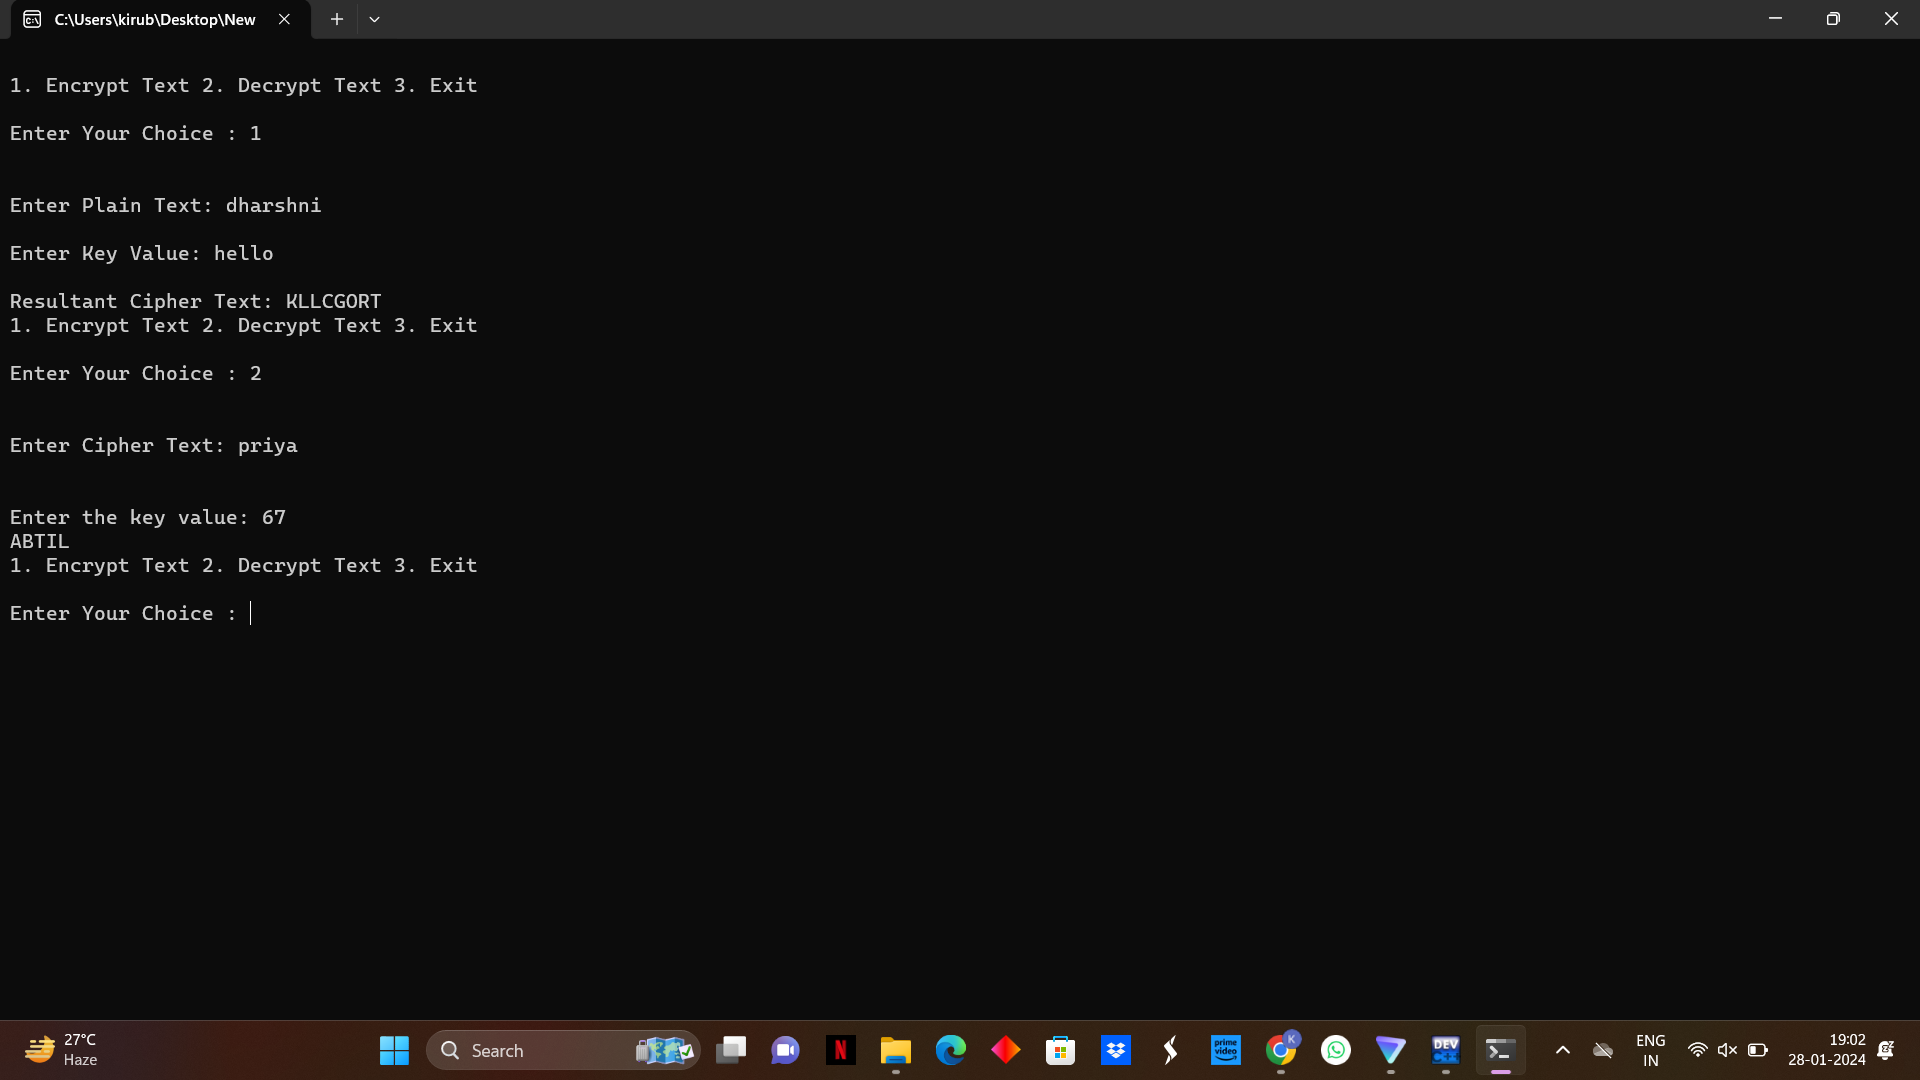 C:\Users\kirub\Desktop\New
1. Encrypt Text 2. Decrypt Text 3. Exit
Enter Your Choice : 1
Enter Plain Text: dharshni
Enter Key Value: hello
Resultant Cipher Text: KLLCGORT
1. Encrypt Text 2. Decrypt Text 3. Exit
Enter Your Choice : 2
Enter Cipher Text: priya
Enter the key value: 67
ABTIL
1. Encrypt Text 2. Decrypt Text 3. Exit
Enter Your Choice :
27°C
Haze
Search
N
prime video
K
DEV C++
ENG
IN
19:02
28-01-2024